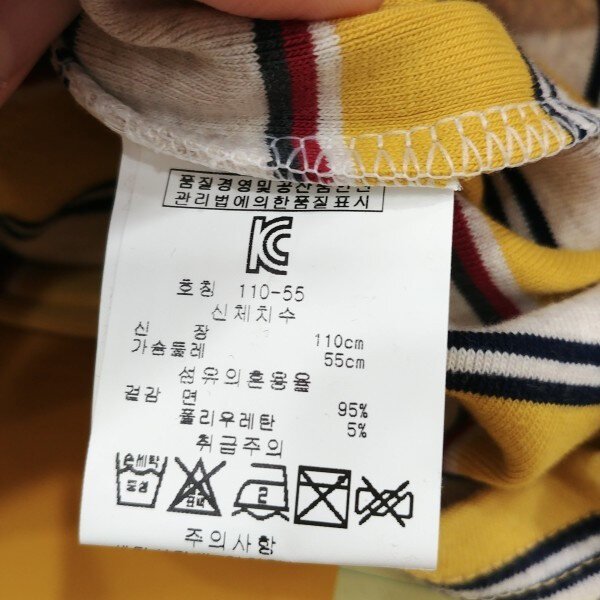 품질경영및공산품안전
관리법에의한품질표시
KC
호칭 110-55
신체치수
신 장 110cm
가슴둘레 55cm
섬유의혼용율
겉감 면 95%
폴리우레탄 5%
취급주의
손세탁
중성
표백
2
주의사항